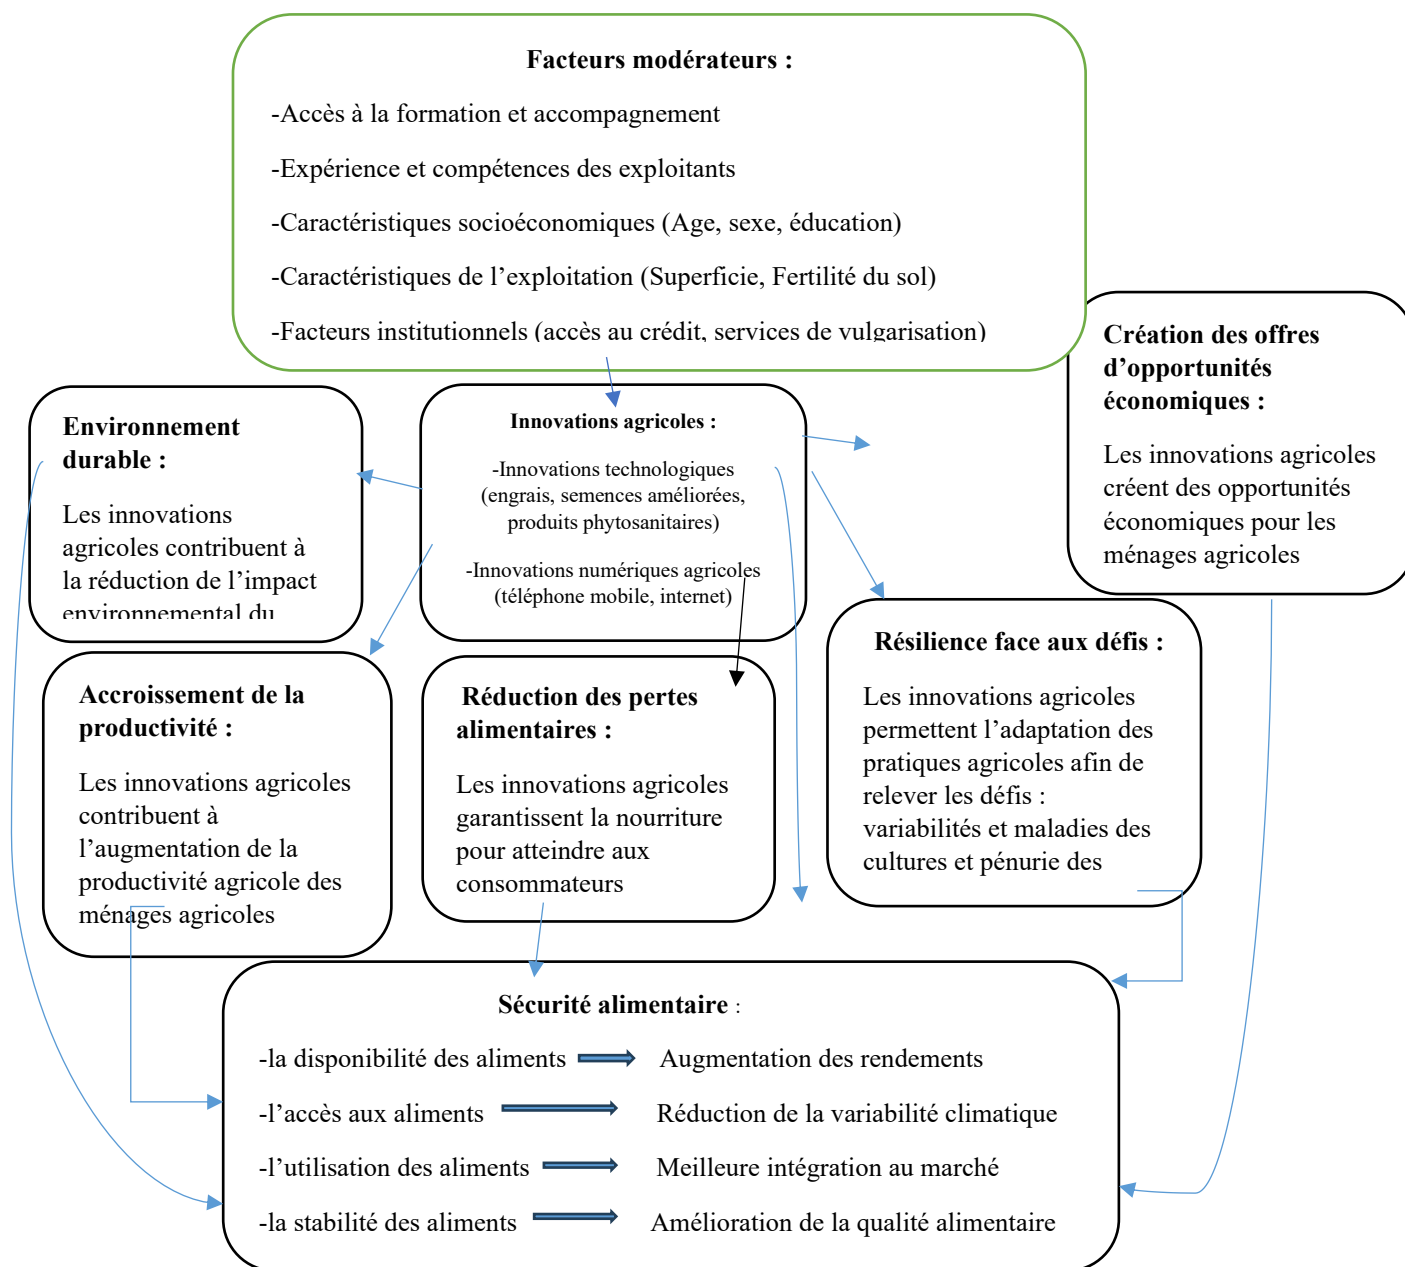 Facteurs modérateurs :
-Accès à la formation et accompagnement
-Expérience et compétences des exploitants
-Caractéristiques socioéconomiques (Age, sexe, éducation)
-Caractéristiques de l’exploitation (Superficie, Fertilité du sol)
-Facteurs institutionnels (accès au crédit, services de vulgarisation)
Création des offres
d’opportunités
économiques :
Les innovations agricoles
créent des opportunités
économiques pour les
ménages agricoles
Environnement
durable :
Les innovations
agricoles contribuent à
la réduction de l’impact
environnemental du
Innovations agricoles :
-Innovations technologiques
(engrais, semences améliorées,
produits phytosanitaires)
-Innovations numériques agricoles
(téléphone mobile, internet)
Accroissement de la
productivité :
Les innovations agricoles
contribuent à
l’augmentation de la
productivité agricole des
ménages agricoles
Réduction des pertes
alimentaires :
Les innovations agricoles
garantissent la nourriture
pour atteindre aux
consommateurs
Résilience face aux défis :
Les innovations agricoles
permettent l’adaptation des
pratiques agricoles afin de
relever les défis :
variabilités et maladies des
cultures et pénurie des
Sécurité alimentaire :
-la disponibilité des aliments Augmentation des rendements
-l’accès aux aliments Réduction de la variabilité climatique
-l’utilisation des aliments Meilleure intégration au marché
-la stabilité des aliments Amélioration de la qualité alimentaire